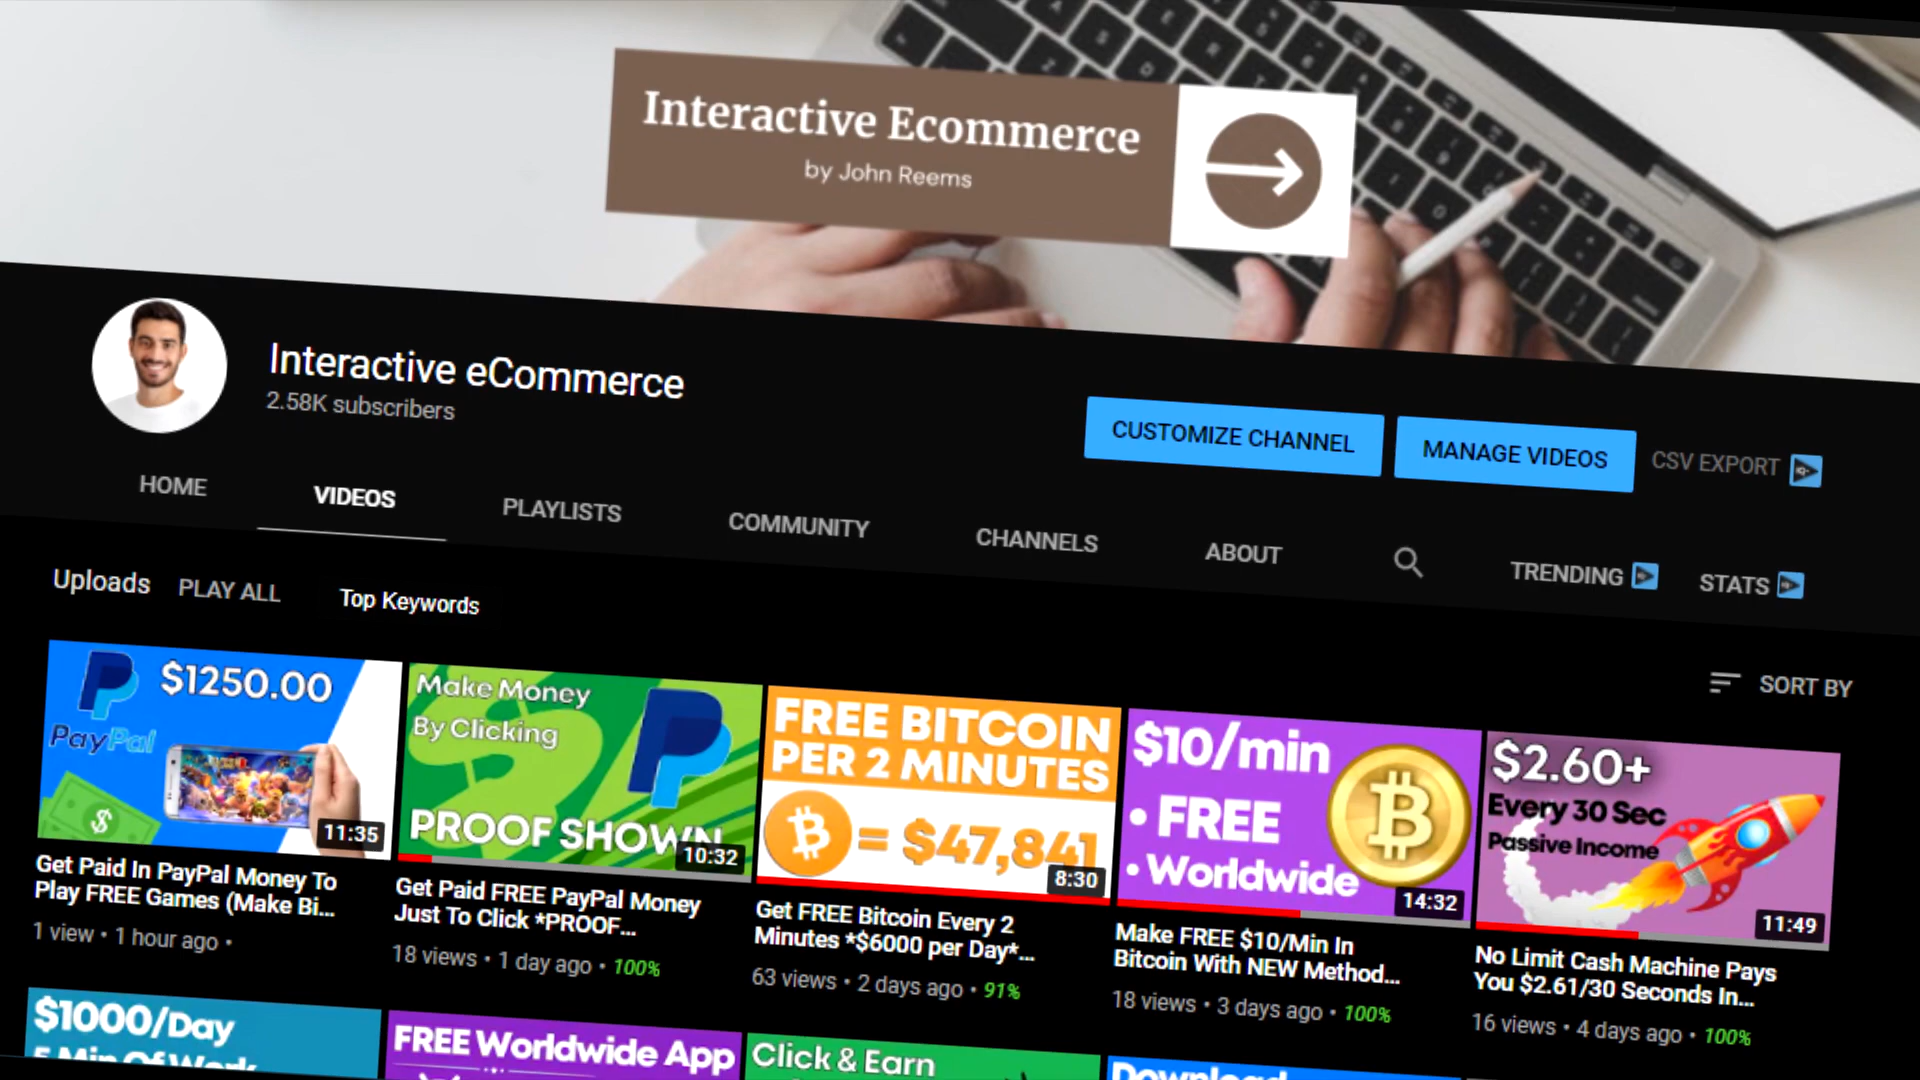 Interactive Ecommerce
by John Reems
Interactive eCommerce
2.58K subscribers
CUSTOMIZE CHANNEL
MANAGE VIDEOS
CSV EXPORT
HOME
VIDEOS
PLAYLISTS
COMMUNITY
CHANNELS
ABOUT
TRENDING
STATS
Uploads
PLAY ALL
Top Keywords
SORT BY
$1250.00
PayPal
11:35
Get Paid In PayPal Money To
Play FREE Games (Make Bi...
1 view • 1 hour ago •
Make Money
By Clicking
PROOF SHOWN
10:32
Get Paid FREE PayPal Money
Just To Click *PROOF...
18 views • 1 day ago • 100%
FREE BITCOIN
PER 2 MINUTES
= $47,841
8:30
Get FREE Bitcoin Every 2
Minutes *$6000 per Day*...
63 views • 2 days ago • 91%
$10/min
• FREE
• Worldwide
14:32
Make FREE $10/Min In
Bitcoin With NEW Method...
18 views • 3 days ago • 100%
$2.60+
Every 30 Sec
Passive Income
11:49
No Limit Cash Machine Pays
You $2.61/30 Seconds In...
16 views • 4 days ago • 100%
$1000/Day
5 Min Of Work
FREE Worldwide App
Click & Earn
Download